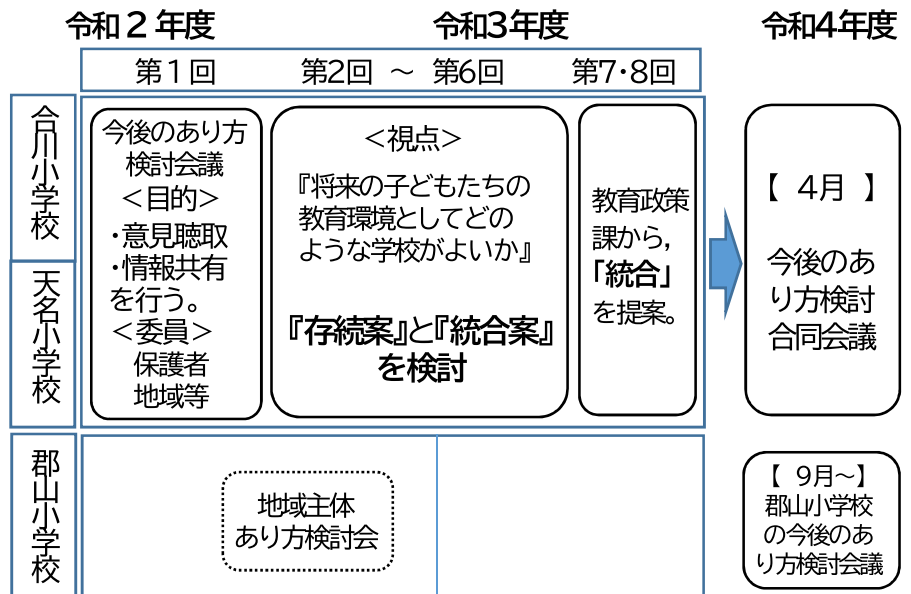 令和２年度
令和3年度
令和4年度
第１回
第2回 ～ 第6回
第7・8回
合川小学校
天名小学校
郡山小学校
今後のあり方
検討会議
＜目的＞
・意見聴取
・情報共有
を行う。
＜委員＞
保護者
地域等
＜視点＞
『将来の子どもたちの
教育環境としてどの
ような学校がよいか』
『存続案』と『統合案』
を検討
教育政策
課から，
「統合」
を提案。
【 4月 】
今後のあ
り方検討
合同会議
地域主体
あり方検討会
【 9月～】
郡山小学校
の今後のあ
り方検討会議